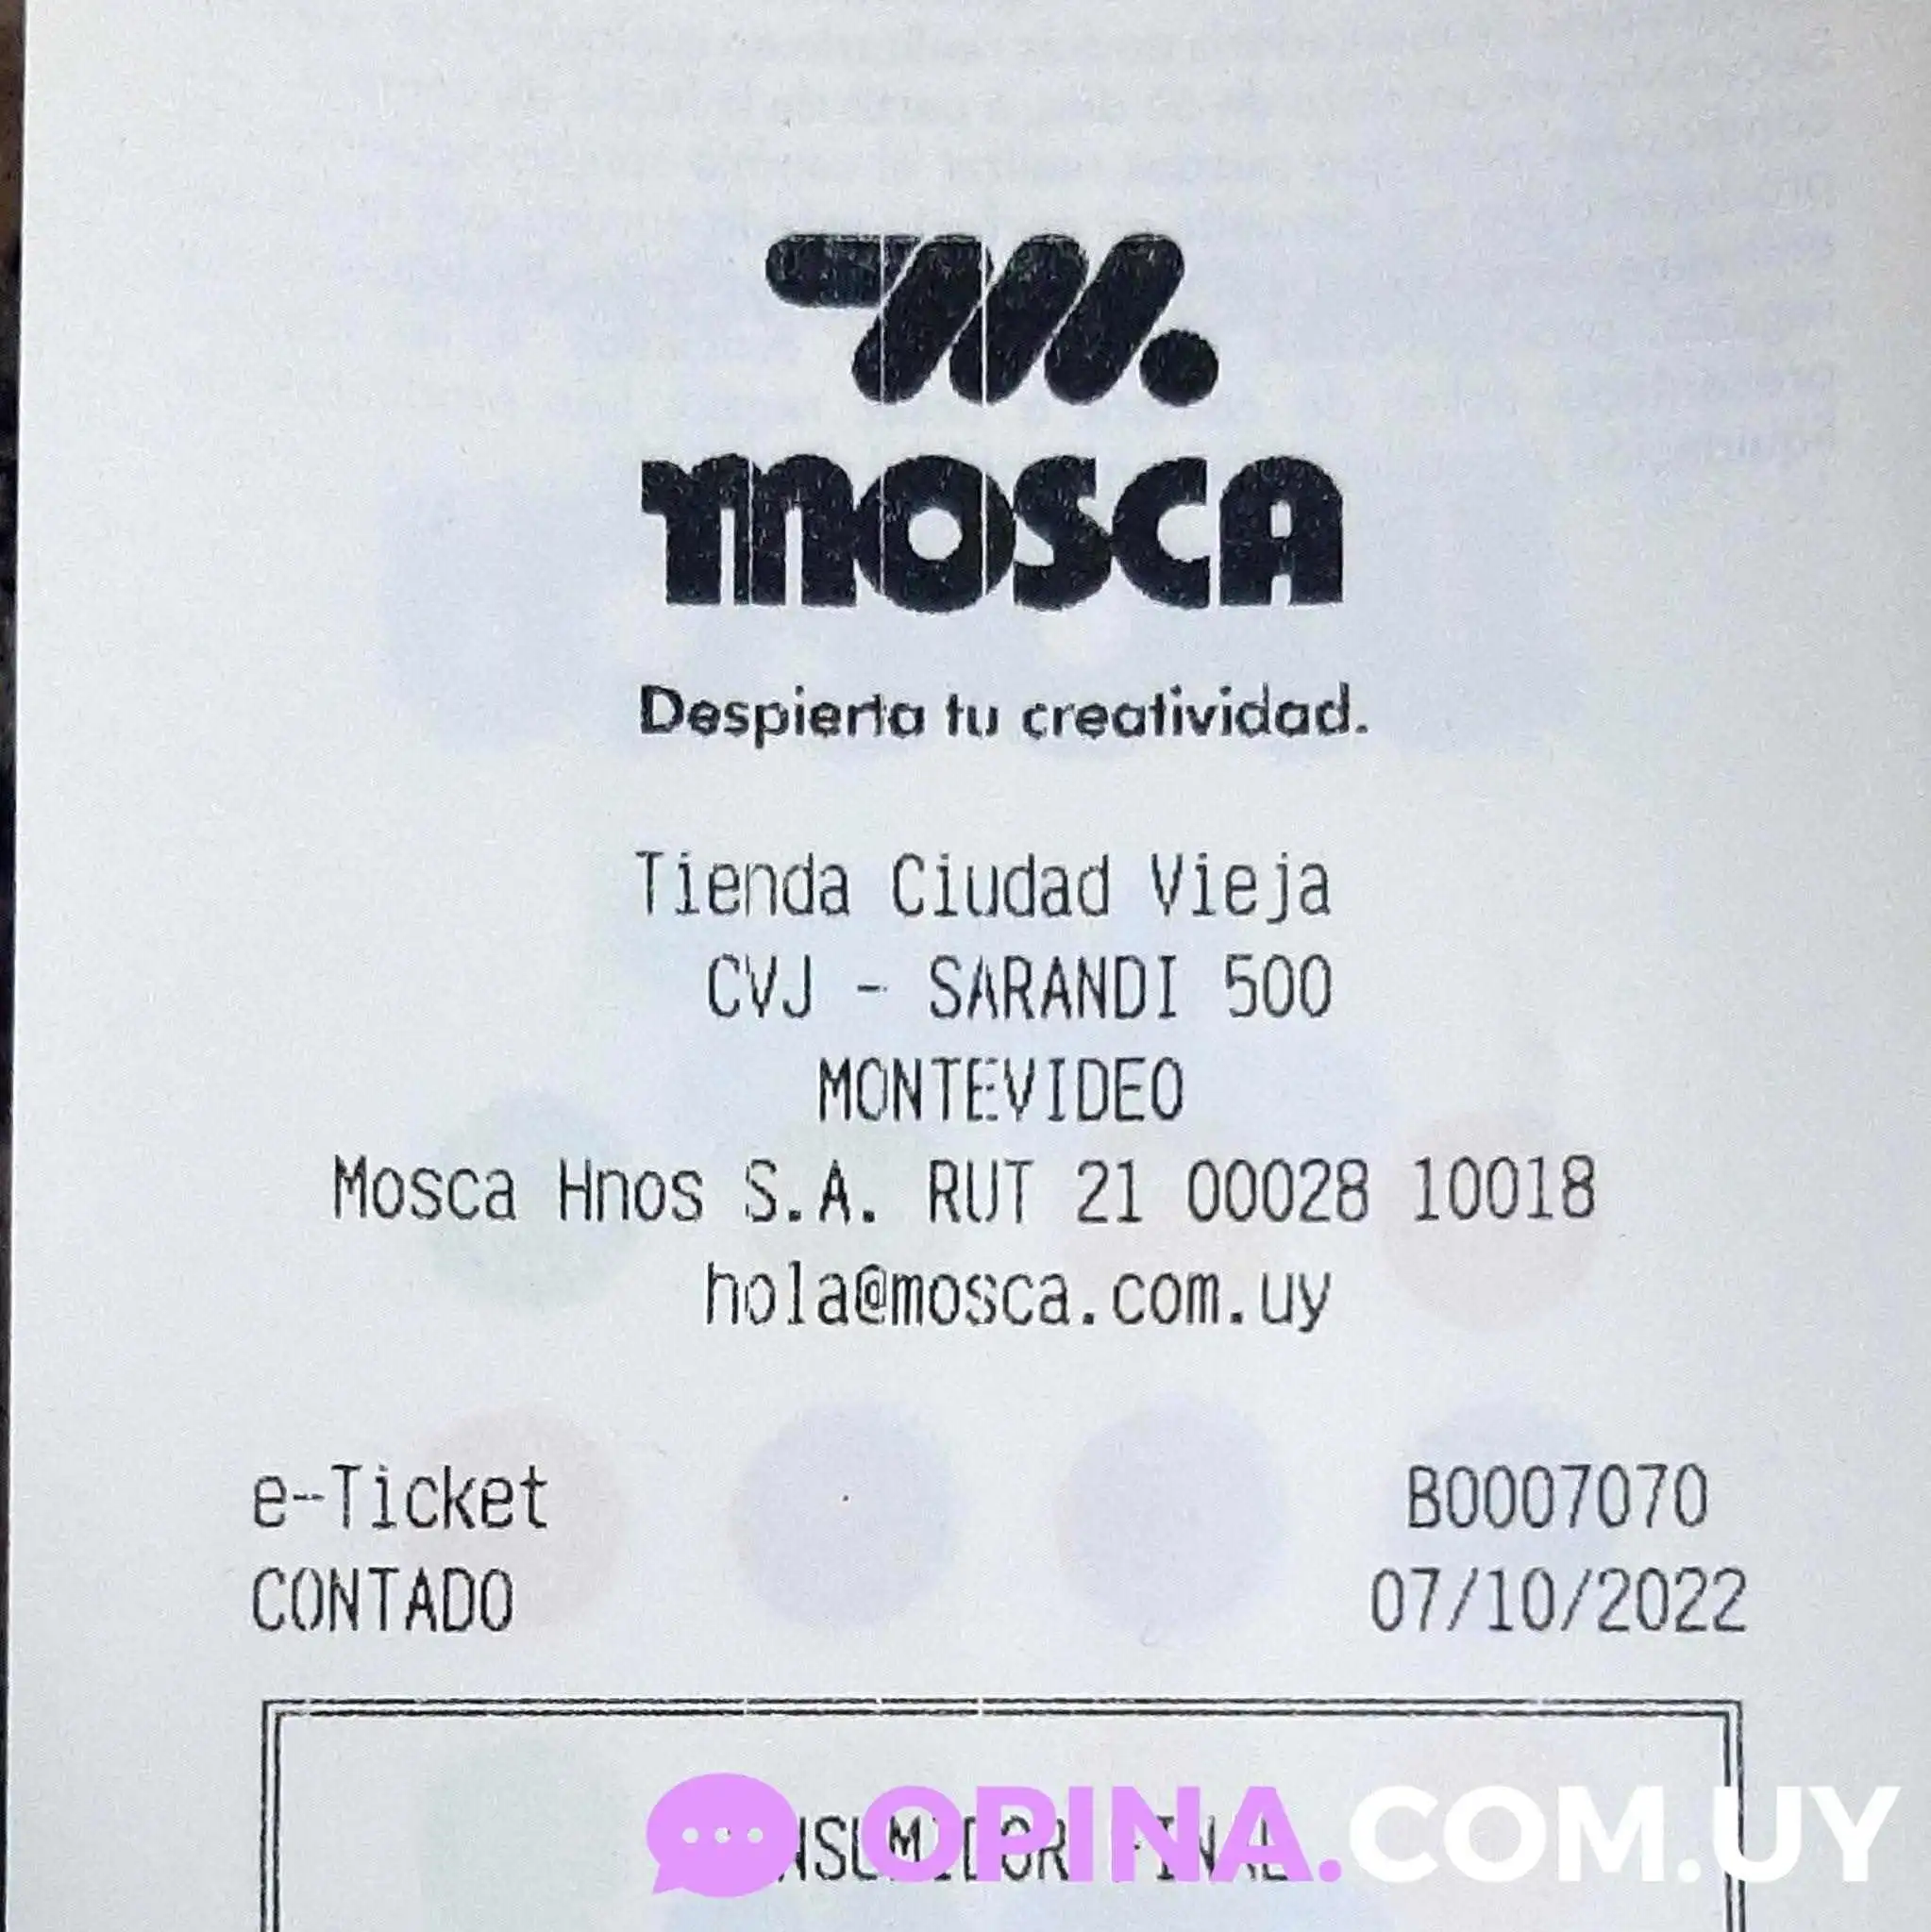 mosca
Despierta tu creatividad.
Tienda Ciudad Vieja
CVJ - SARANDI 500
MONTEVIDEO
Mosca Hnos S.A. RUT 21 00028 10018
hola@mosca.com.uy
e-Ticket B0007070
CONTADO 07/10/2022
FINAL
OPINA.COM.UY